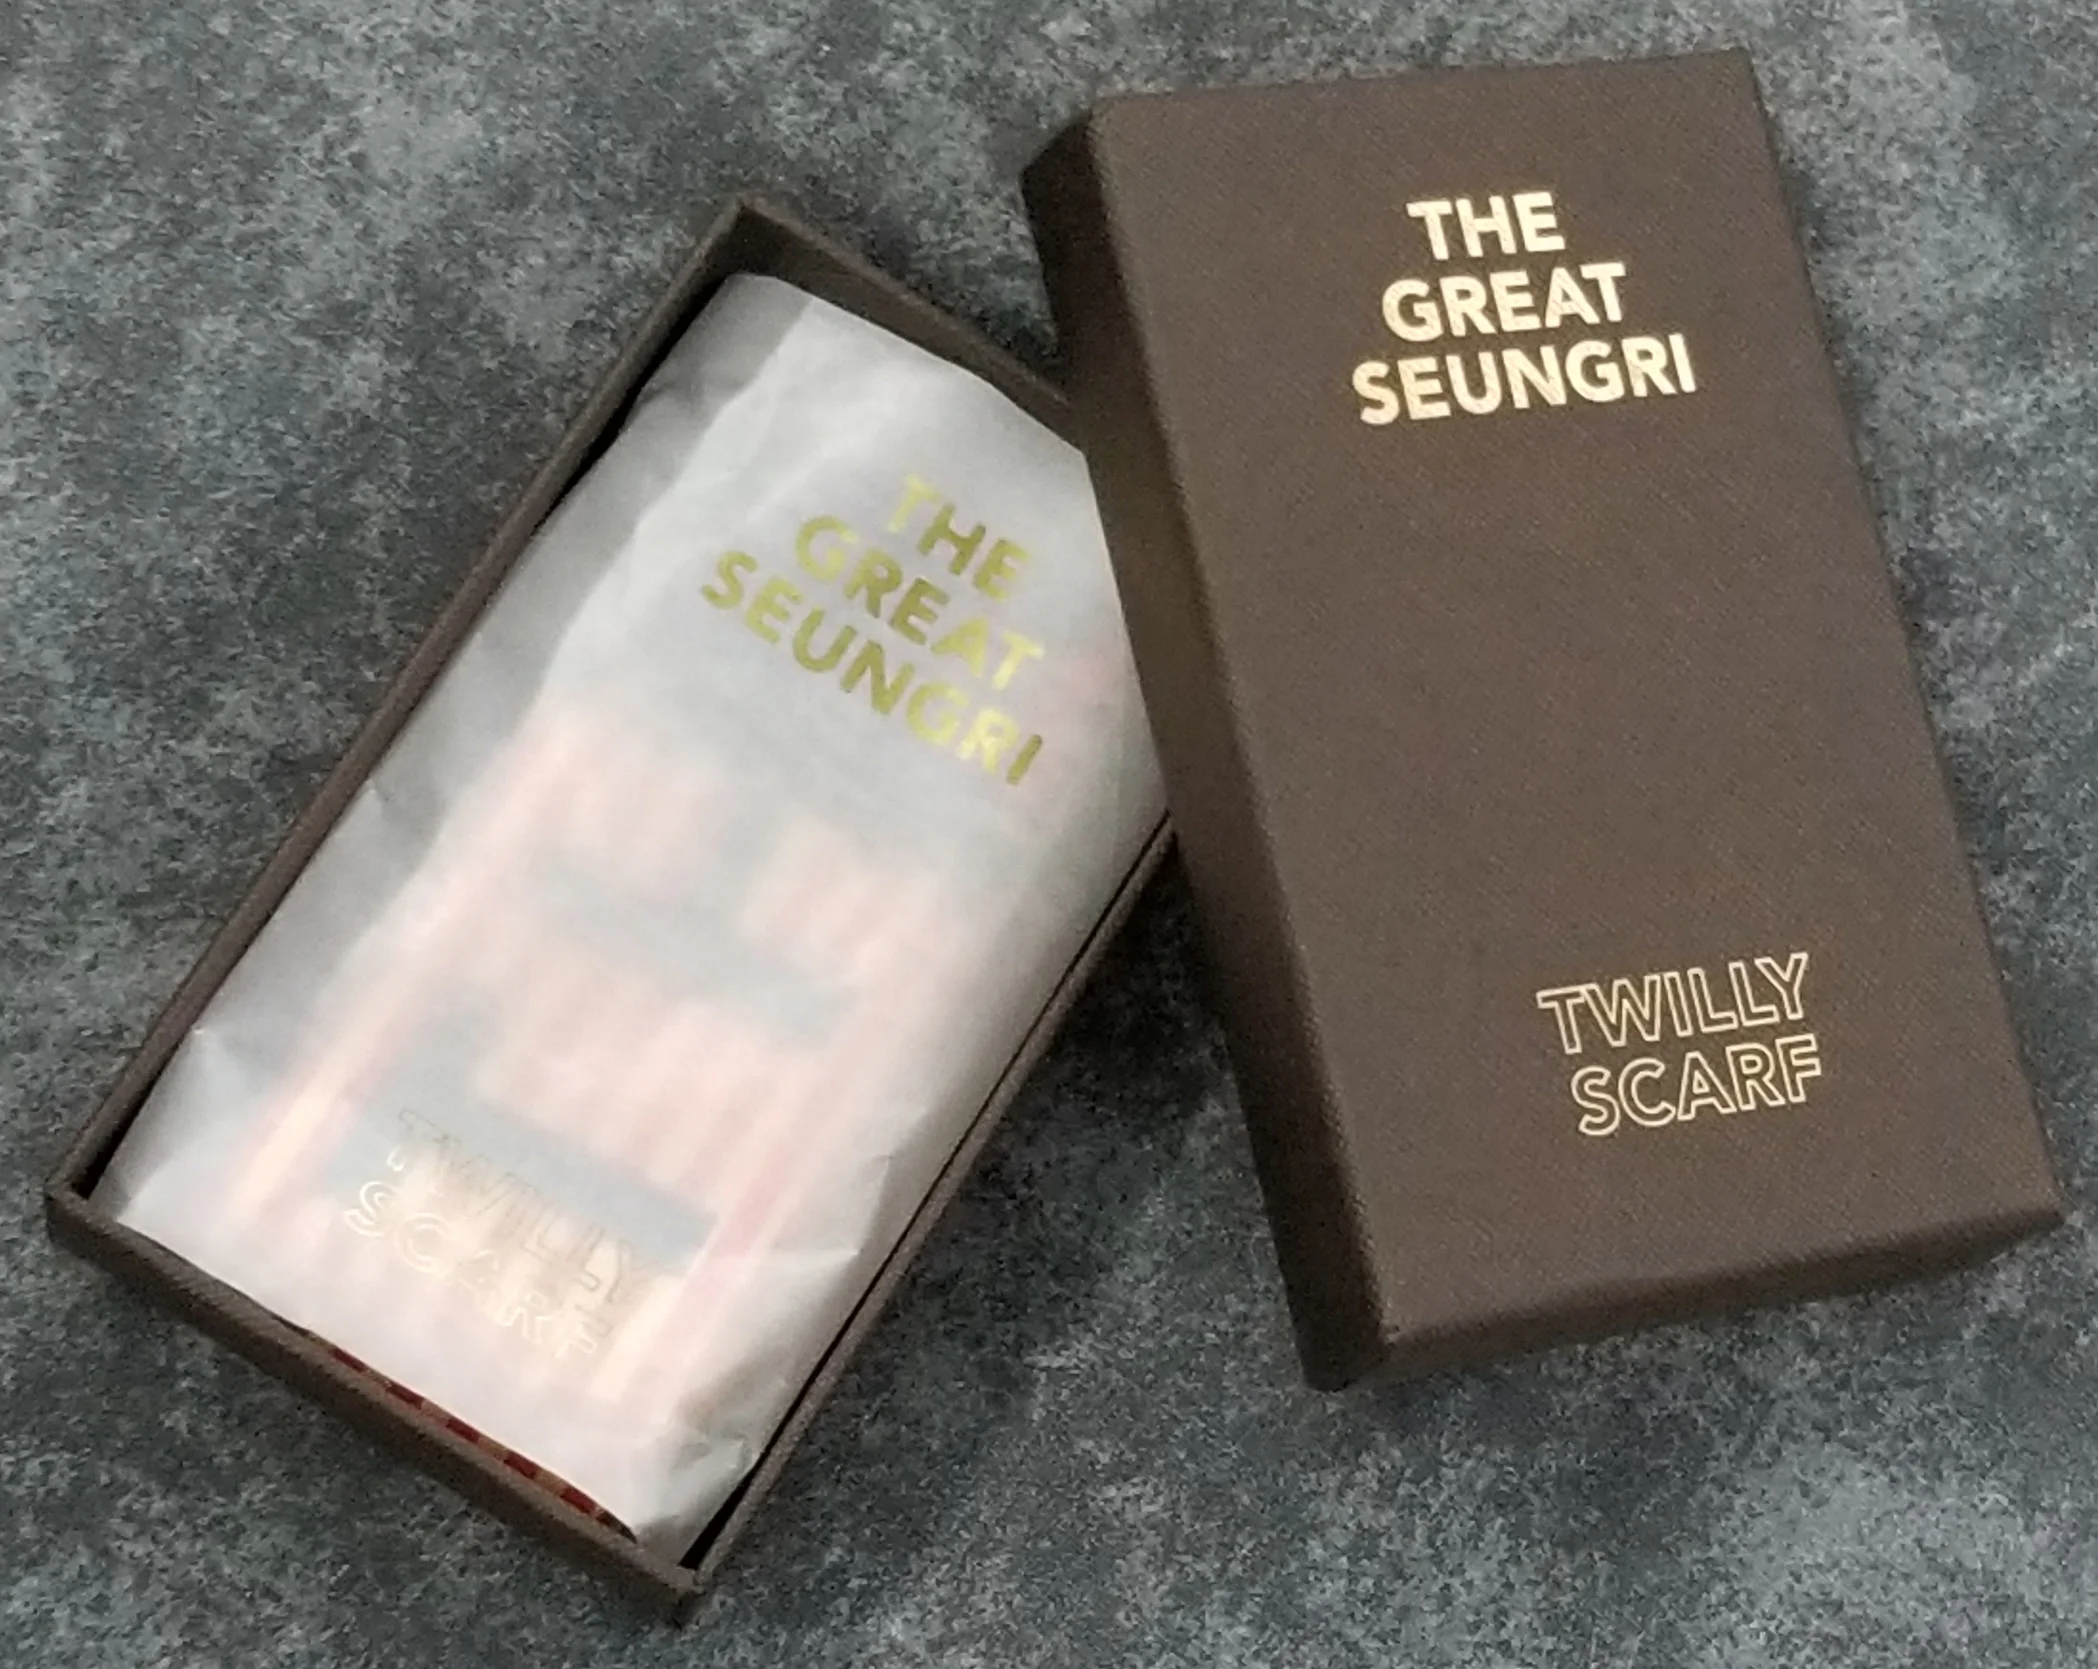 THE
GREAT
SEUNGRI
TWILLY
SCARF
THE
GREAT
SEUNGRI
TWILLY
SCARF